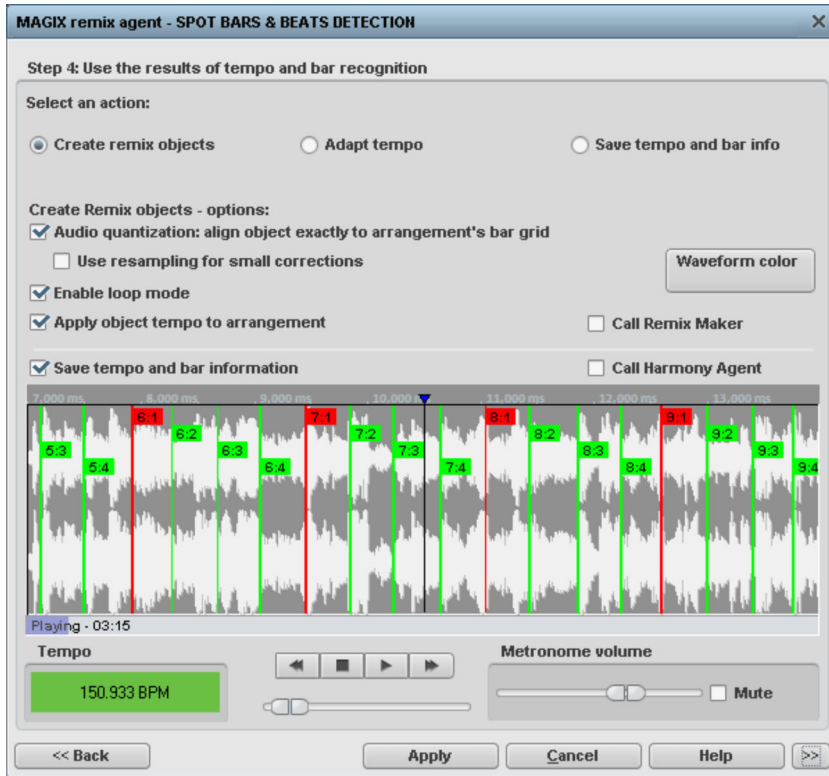 MAGIX remix agent - SPOT BARS & BEATS DETECTION
Step 4: Use the results of tempo and bar recognition
Select an action:
Create remix objects Adapt tempo Save tempo and bar info
Create Remix objects - options:
Audio quantization: align object exactly to arrangement's bar grid
Use resampling for small corrections Waveform color
Enable loop mode
Apply object tempo to arrangement Call Remix Maker
Save tempo and bar information Call Harmony Agent
7,000 ms 8,000 ms 9,000 ms 10,000 11,000 ms 12,000 ms 13,000 ms
6:1 7:1 8:1 9:1
6:2 7:2 8:2 9:2
5:3 6:3 7:3 8:3 9:3
5:4 6:4 7:4 8:4 9:4
Playing - 03:15
Tempo Metronome volume
150.933 BPM Mute
<< Back Apply Cancel Help >>